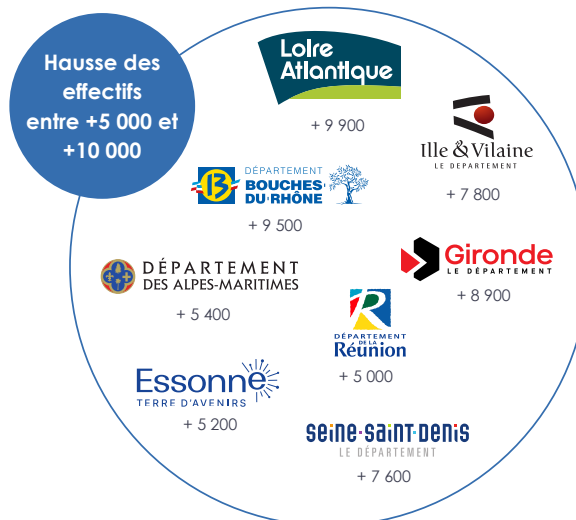 Hausse des
effectifs
entre +5 000 et
+10 000
Loire
Atlantique
+ 9 900
Ille & Vilaine
LE DÉPARTEMENT
+ 7 800
13
DÉPARTEMENT
BOUCHES
DU·RHÔNE
+ 9 500
DÉPARTEMENT
DES ALPES-MARITIMES
+ 5 400
Gironde
LE DÉPARTEMENT
+ 8 900
R
DÉPARTEMENT
DE LA
Réunion
+ 5 000
Essonne
TERRE D'AVENIRS
+ 5 200
seine·saint·denis
LE DÉPARTEMENT
+ 7 600